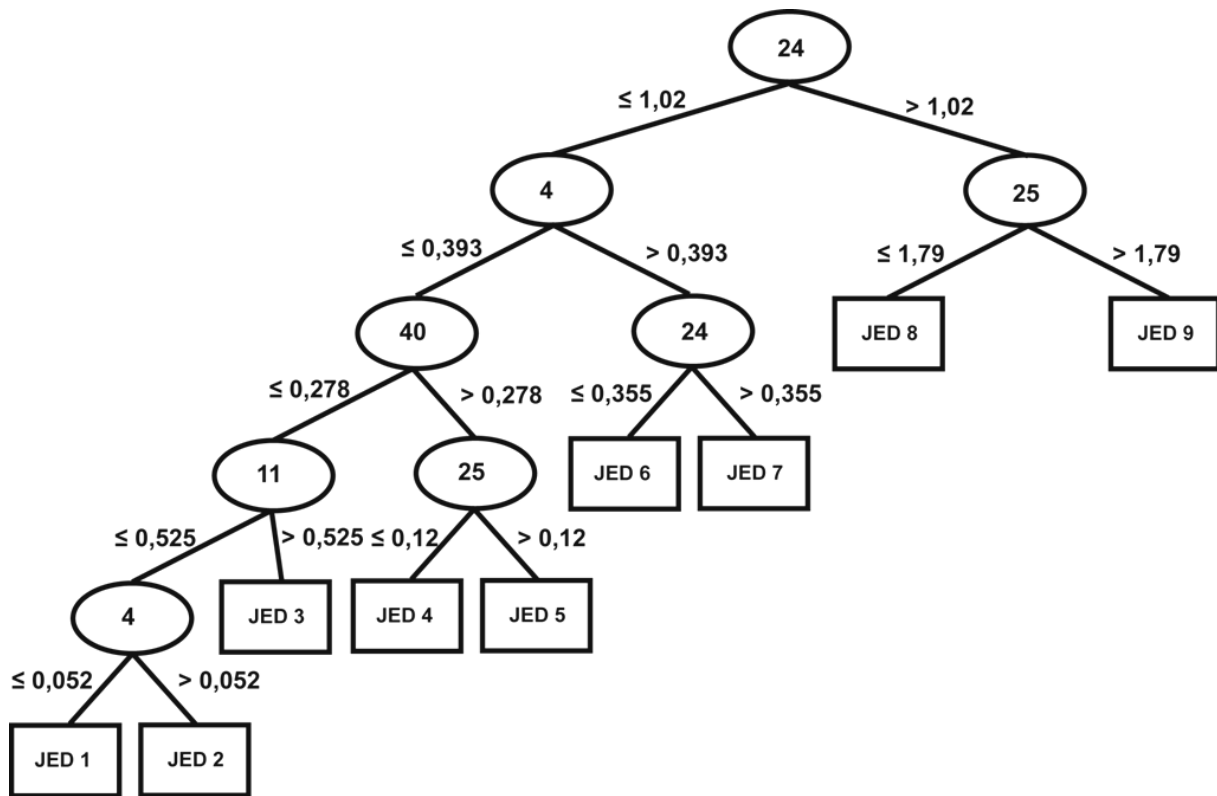 24
≤ 1,02
> 1,02
4
25
≤ 0,393
> 0,393
≤ 1,79
> 1,79
40
24
JED 8
JED 9
≤ 0,278
> 0,278
≤ 0,355
> 0,355
11
25
JED 6
JED 7
≤ 0,525
> 0,525
≤ 0,12
> 0,12
4
JED 3
JED 4
JED 5
≤ 0,052
> 0,052
JED 1
JED 2